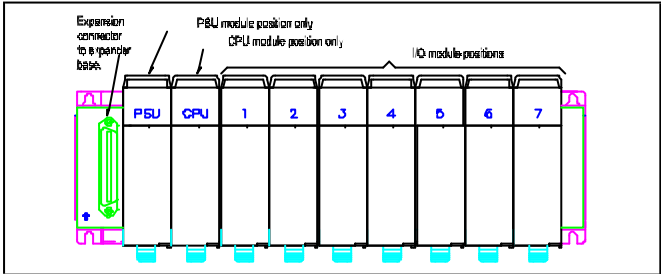 Expansion
connector
to expander
base.
PSU module position only
CPU module position only
I/O module positions
PSU CPU 1 2 3 4 5 6 7